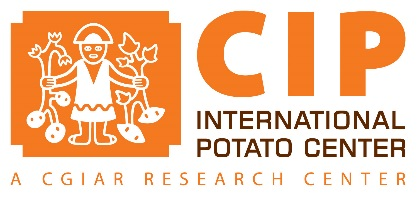 CIP
INTERNATIONAL
POTATO CENTER
A CGIAR RESEARCH CENTER